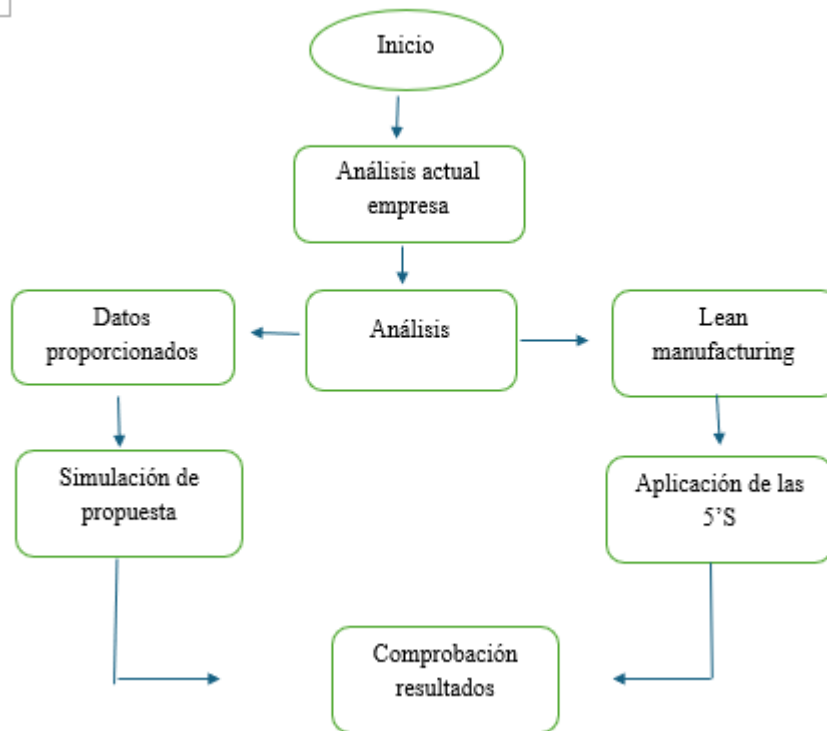 Inicio
Análisis actual
empresa
Datos
proporcionados
Análisis
Lean
manufacturing
Simulación de
propuesta
Aplicación de las
5’S
Comprobación
resultados